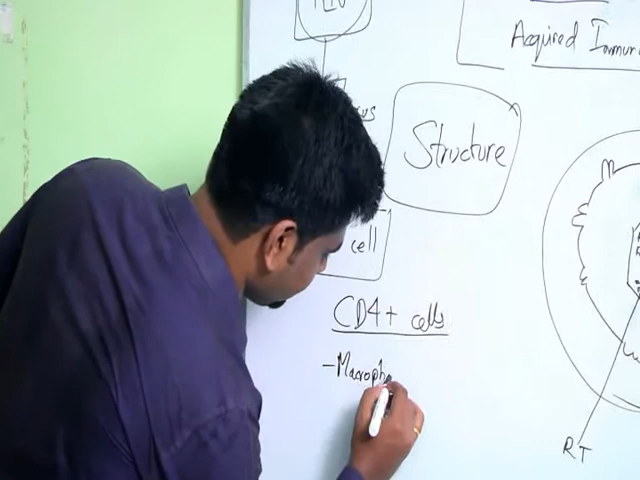 HIV
Acquired Immun
Structure
cell
CD4+ cells
-Macropha
RT